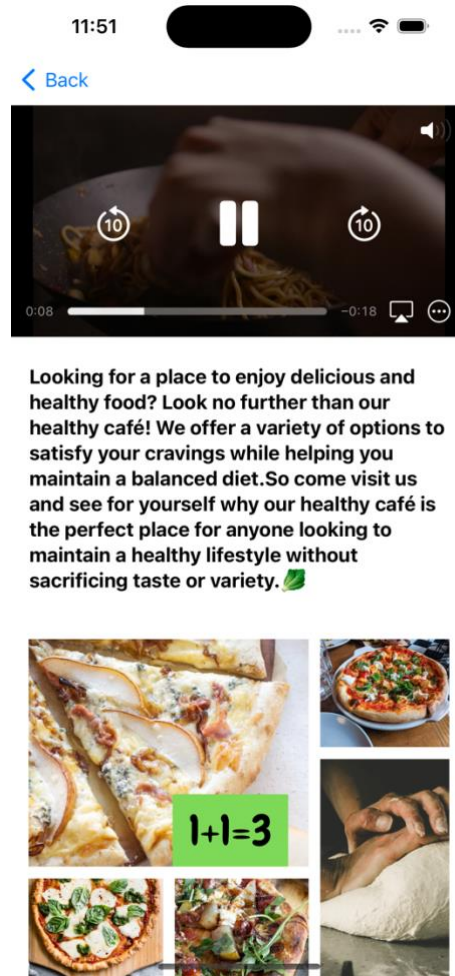 11:51
Back
10
10
0:08
−0:18
Looking for a place to enjoy delicious and
healthy food? Look no further than our
healthy café! We offer a variety of options to
satisfy your cravings while helping you
maintain a balanced diet.So come visit us
and see for yourself why our healthy café is
the perfect place for anyone looking to
maintain a healthy lifestyle without
sacrificing taste or variety.🥬
1+1=3